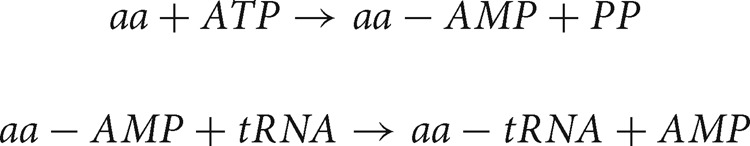 aa + ATP → aa − AMP + PP
aa − AMP + tRNA → aa − tRNA + AMP